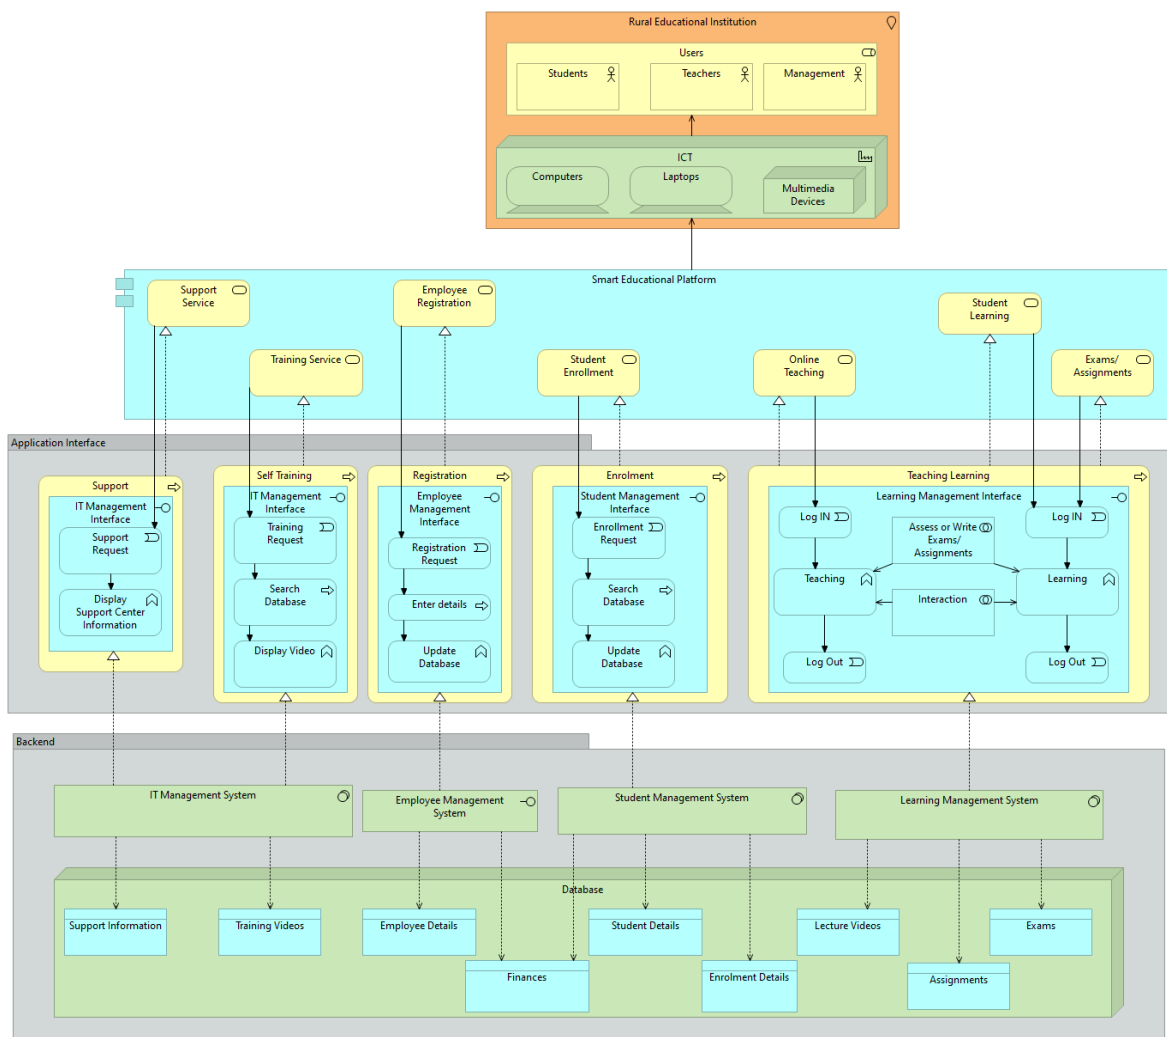 Rural Educational Institution
Users
Students
Teachers
Management
ICT
Computers
Laptops
Multimedia
Devices
Smart Educational Platform
Support
Service
Employee
Registration
Student
Learning
Training Service
Student
Enrollment
Online
Teaching
Exams/
Assignments
Application Interface
Support
IT Management
Interface
Support
Request
Display
Support Center
Information
Self Training
IT Management
Interface
Training
Request
Search
Database
Display Video
Registration
Employee
Management
Interface
Registration
Request
Enter details
Update
Database
Enrolment
Student Management
Interface
Enrollment
Request
Search
Database
Update
Database
Teaching Learning
Learning Management Interface
Log IN
Assess or Write
Exams/
Assignments
Log IN
Teaching
Learning
Interaction
Log Out
Log Out
Backend
IT Management System
Employee Management
System
Student Management System
Learning Management System
Database
Support Information
Training Videos
Employee Details
Student Details
Lecture Videos
Exams
Finances
Enrolment Details
Assignments